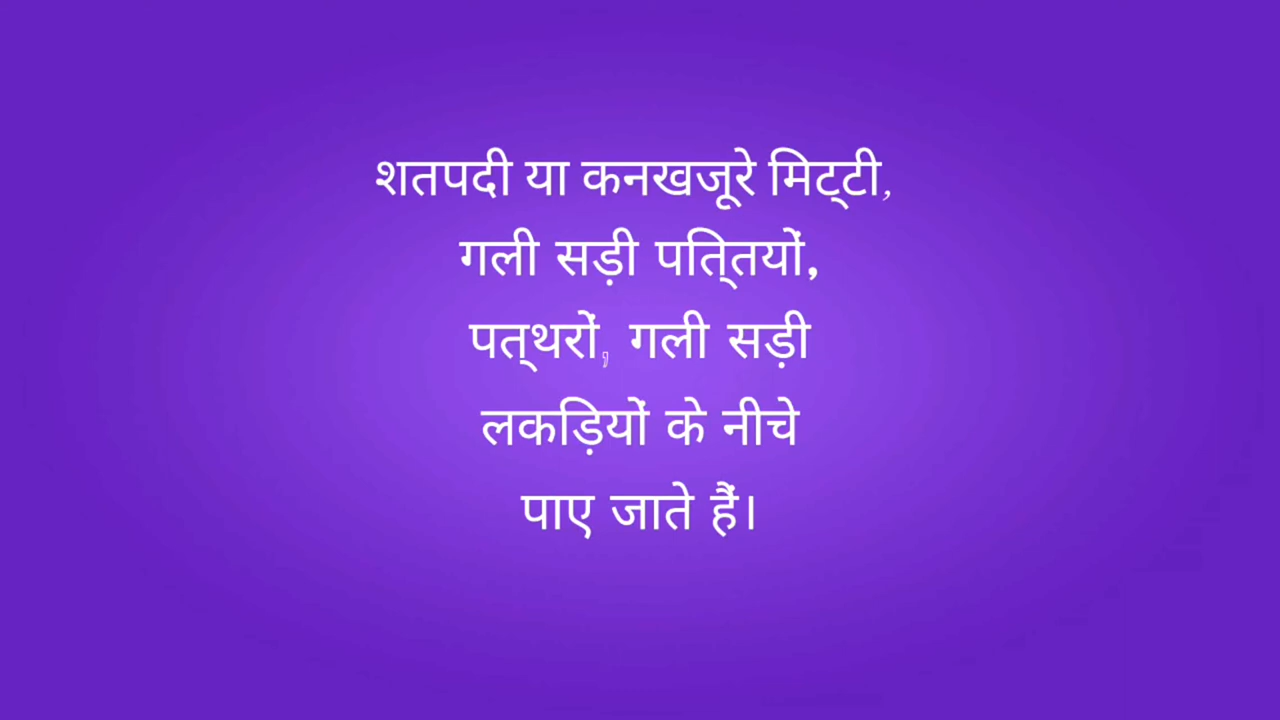 शतपदी या कनखजूरे मिट्टी,
गली सड़ी पत्तियों,
पत्थरों, गली सड़ी
लकड़ियों के नीचे
पाए जाते हैं।